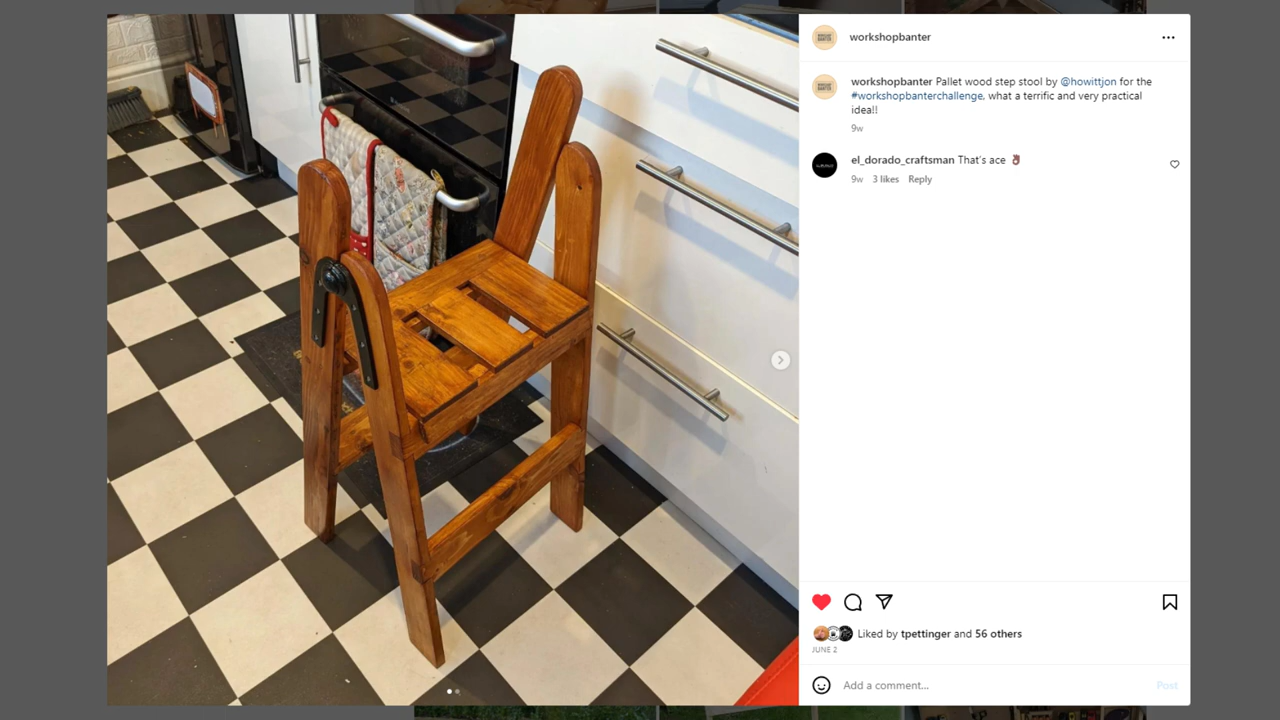 workshopbanter
workshopbanter Pallet wood step stool by @howittjon for the
#workshopbanterchallenge, what a terrific and very practical
idea!!
9w
el_dorado_craftsman That's ace 👌🏾
9w 3 likes Reply
Liked by tpettinger and 56 others
JUNE 2
Add a comment...
Post